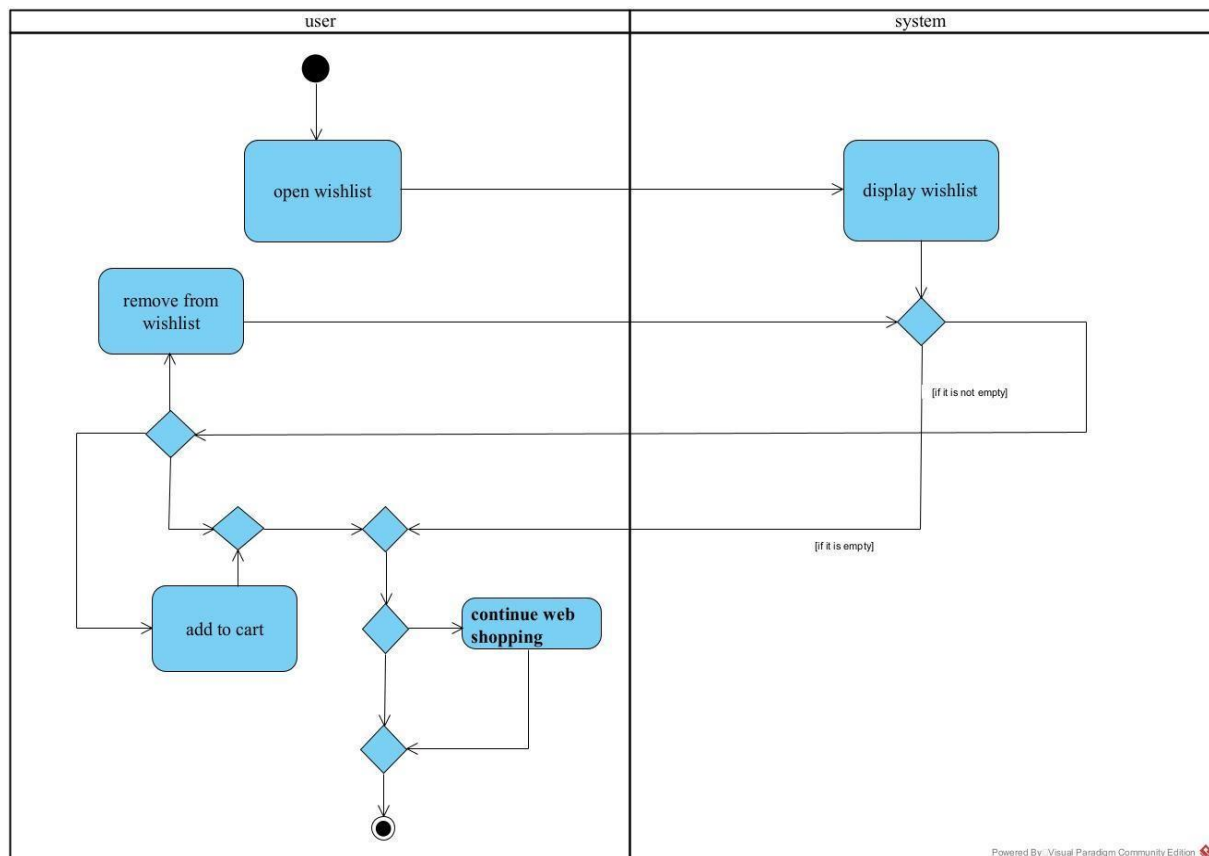 user
system
open wishlist
display wishlist
remove from
wishlist
[if it is not empty]
[if it is empty]
continue web
shopping
add to cart
Powered By Visual Paradigm Community Edition